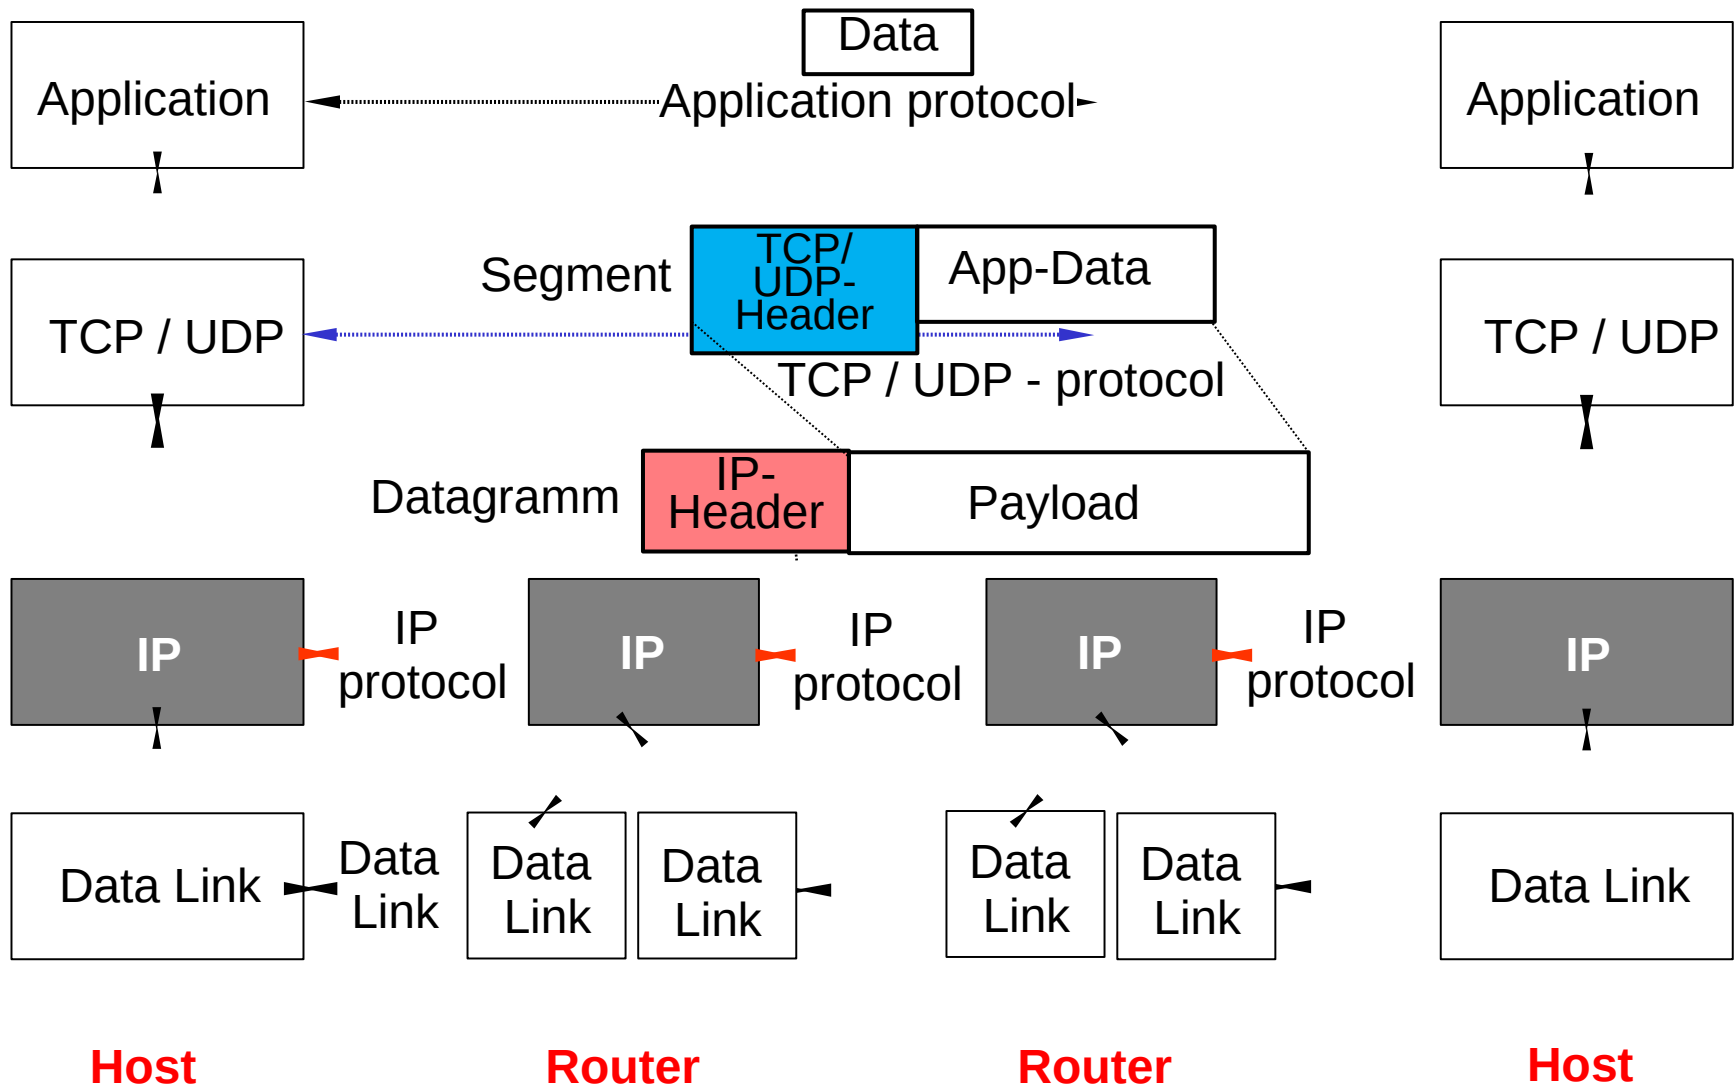 Data
Application
Application protocol
Application
Segment
TCP/
UDP-
Header
App-Data
TCP / UDP
TCP / UDP
TCP / UDP - protocol
Datagramm
IP-
Header
Payload
IP
IP
protocol
IP
IP
protocol
IP
IP
protocol
IP
Data Link
Data
Link
Data
Link
Data
Link
Data
Link
Data
Link
Data Link
Host
Router
Router
Host